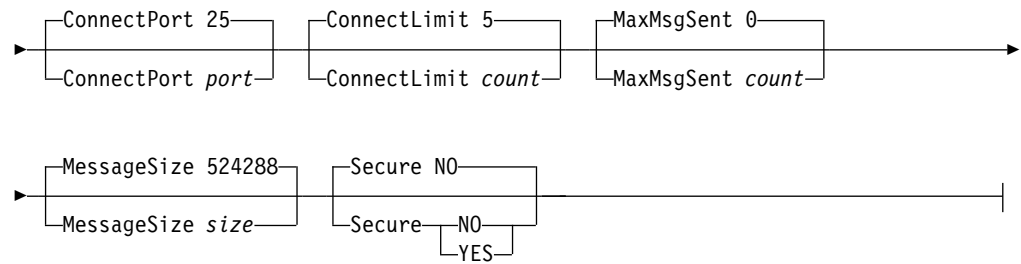 ConnectPort 25 ConnectLimit 5 MaxMsgSent 0
ConnectPort port ConnectLimit count MaxMsgSent count
MessageSize 524288 Secure NO
MessageSize size Secure NO
YES